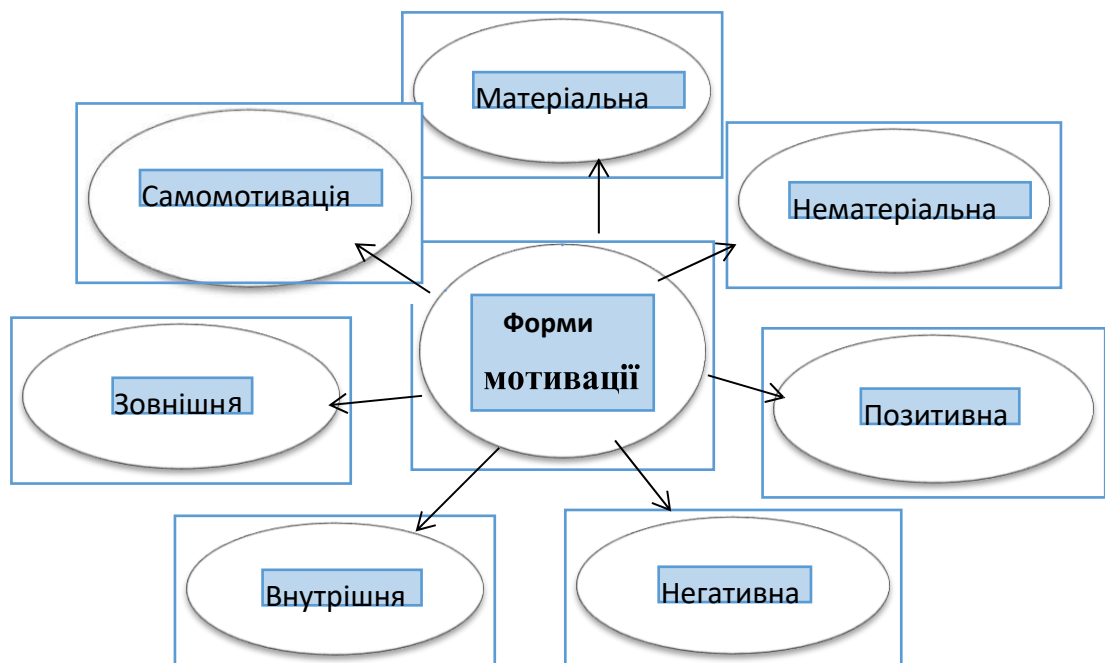 Матеріальна
Самомотивація
Нематеріальна
Форми
мотивації
Зовнішня
Позитивна
Внутрішня
Негативна